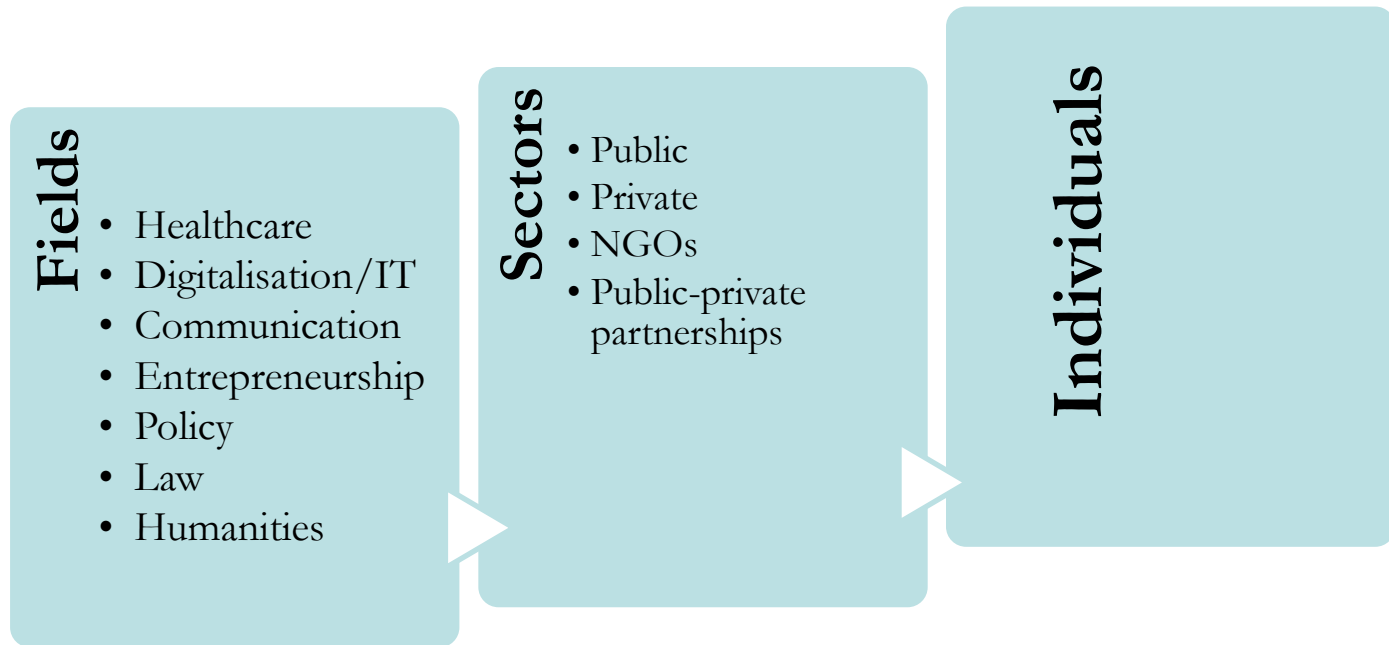 Fields
• Healthcare
• Digitalisation/IT
• Communication
• Entrepreneurship
• Policy
• Law
• Humanities
Sectors
• Public
• Private
• NGOs
• Public-private
partnerships
Individuals